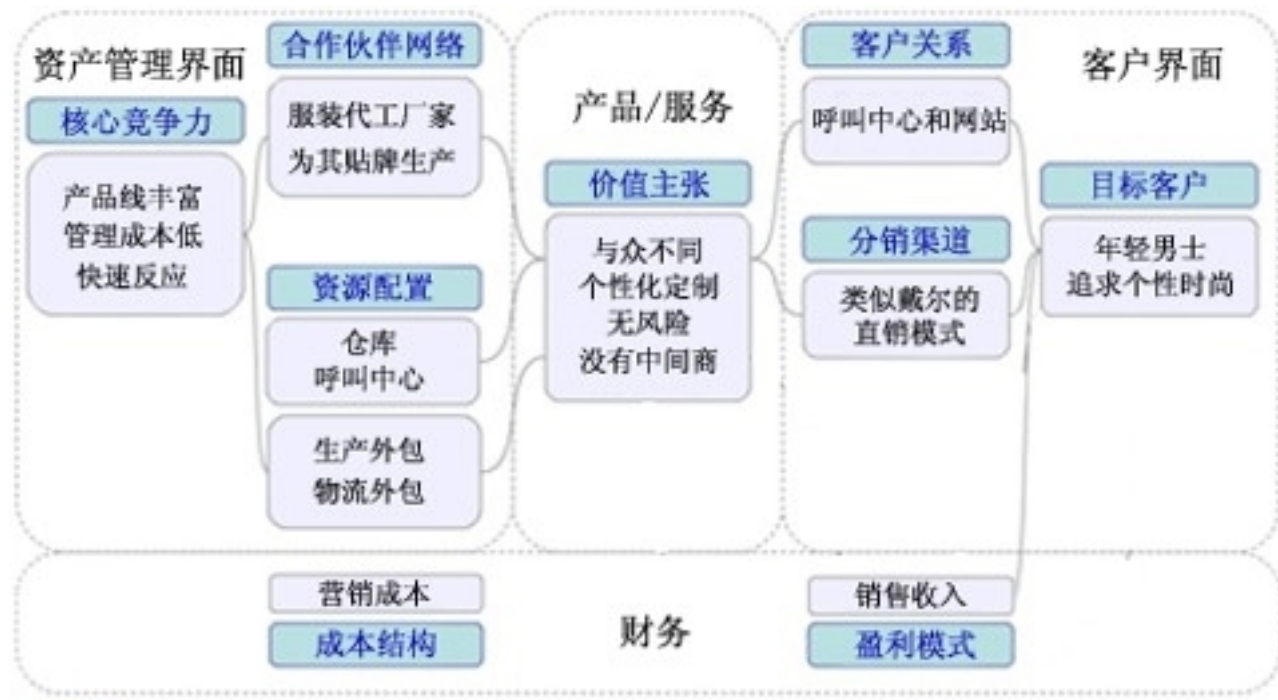 资产管理界面
核心竞争力
产品线丰富
管理成本低
快速反应
合作伙伴网络
服装代工厂家
为其贴牌生产
资源配置
仓库
呼叫中心
生产外包
物流外包
产品/服务
价值主张
与众不同
个性化定制
无风险
没有中间商
客户关系
呼叫中心和网站
分销渠道
类似戴尔的
直销模式
客户界面
目标客户
年轻男士
追求个性时尚
营销成本
成本结构
财务
销售收入
盈利模式